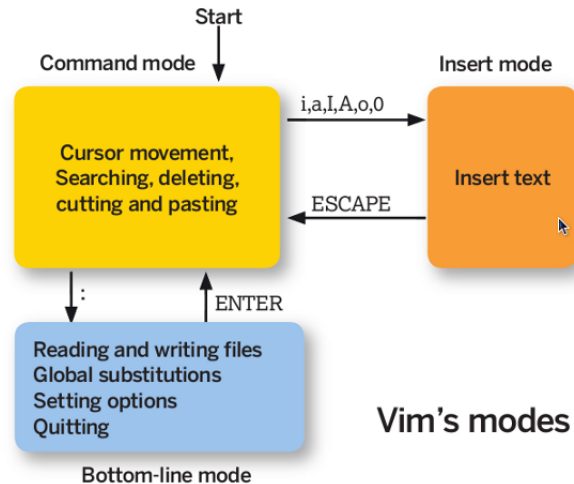 Start
Command mode
Insert mode
i,a,I,A,o,0
Cursor movement,
Searching, deleting,
cutting and pasting
Insert text
ESCAPE
:
ENTER
Reading and writing files
Global substitutions
Setting options
Quitting
Vim's modes
Bottom-line mode